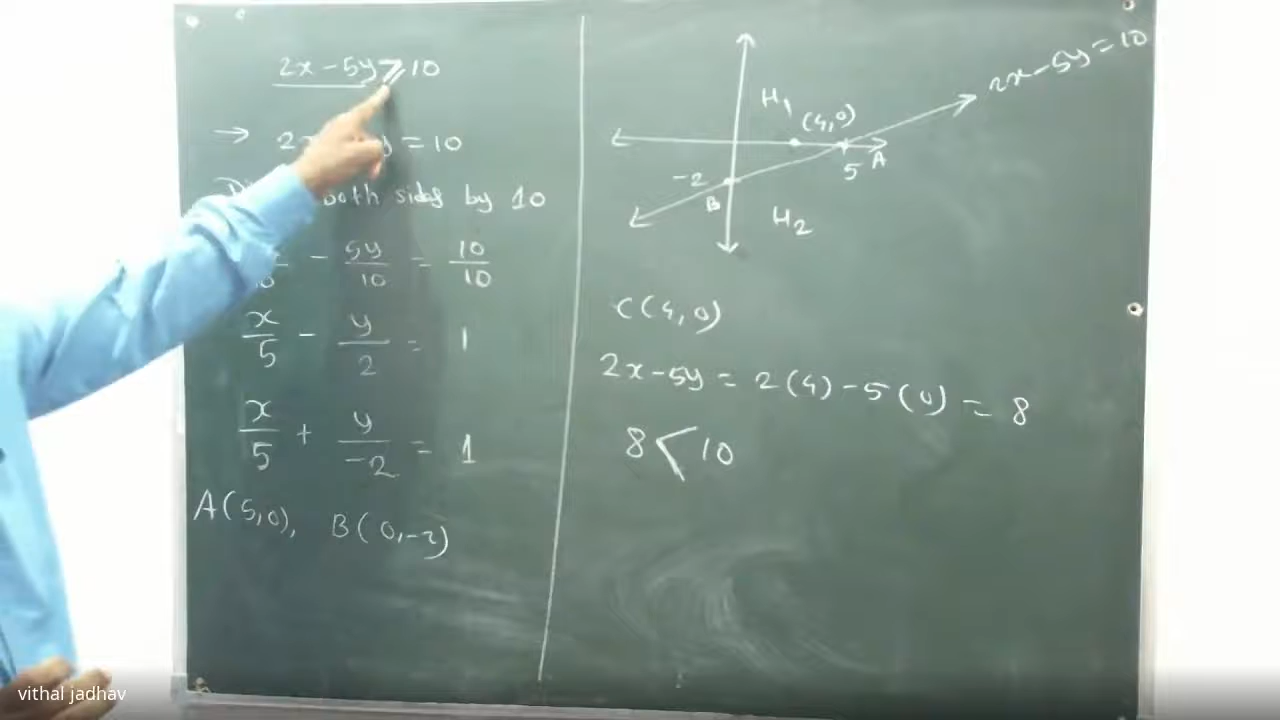 2x - 5y ⩾ 10
→ 2x y = 10
both sides by 10
- 5y/10 = 10/10
x/5 - y/2 = 1
x/5 + y/-2 = 1
A(5,0), B(0,-2)
2x-5y=10
H1
(4,0)
5 A
-2
B
H2
C(4,0)
2x-5y = 2(4)-5(0) = 8
8 < 10
vithal jadhav